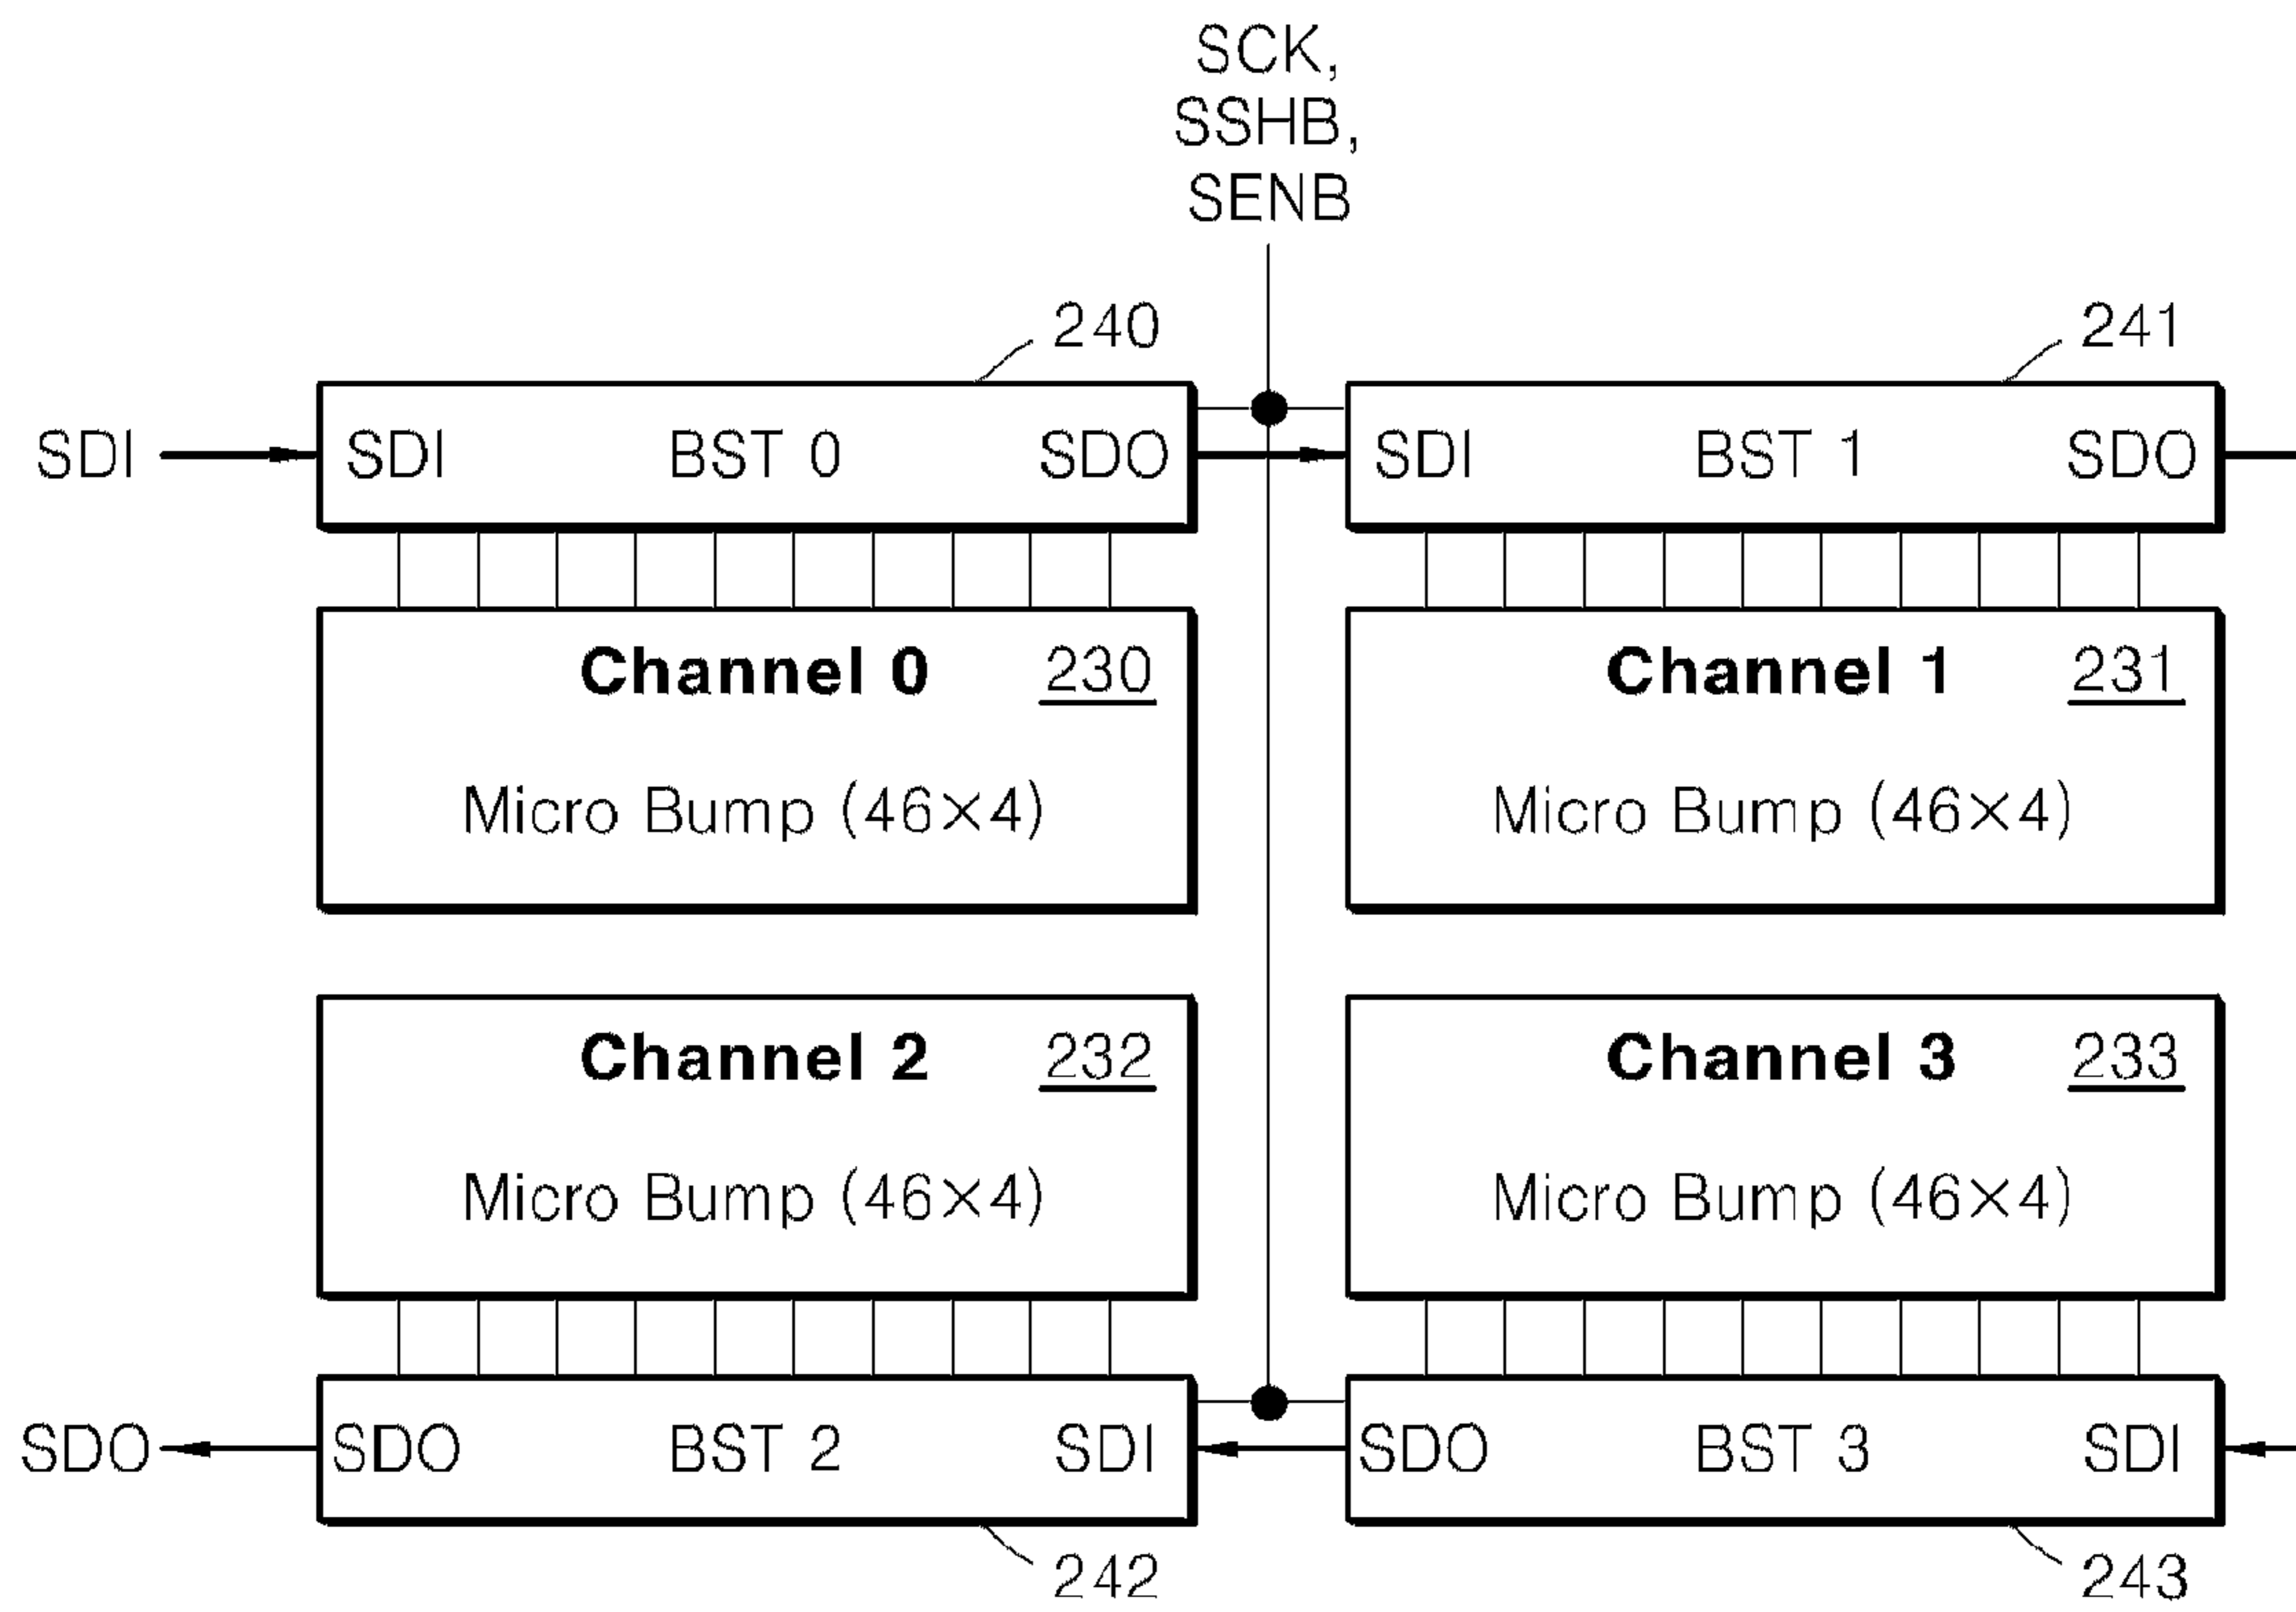 SCK,
SSHB,
SENB
240
241
SDI SDI BST 0 SDO SDI BST 1 SDO
Channel 0 230 Channel 1 231
Micro Bump (46×4) Micro Bump (46×4)
Channel 2 232 Channel 3 233
Micro Bump (46×4) Micro Bump (46×4)
SDO SDO BST 2 SDI SDO BST 3 SDI
242
243